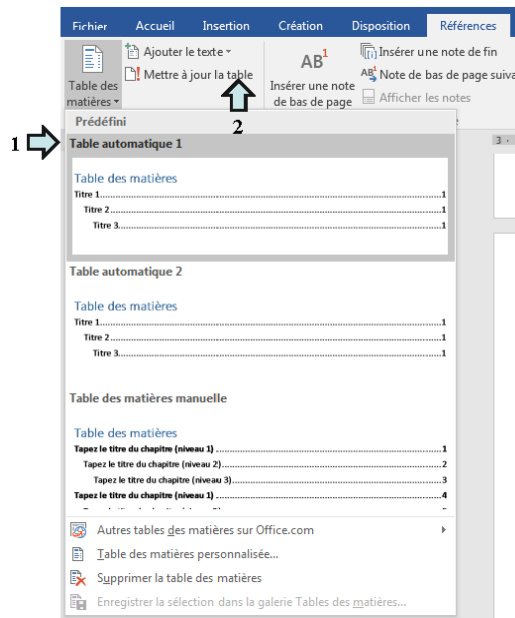 Fichier Accueil Insertion Création Disposition Références
Ajouter le texte
Mettre à jour la table
Table des
matières
AB1
Insérer une note
de bas de page
Insérer une note de fin
AB1 Note de bas de page suiva
Afficher les notes
2
Prédéfini
1
Table automatique 1
3
Table des matières
Titre 1...1
Titre 2...1
Titre 3...1
Table automatique 2
Table des matières
Titre 1...1
Titre 2...1
Titre 3...1
Table des matières manuelle
Table des matières
Tapez le titre du chapitre (niveau 1)...1
Tapez le titre du chapitre (niveau 2)...2
Tapez le titre du chapitre (niveau 3)...3
Tapez le titre du chapitre (niveau 1)...4
Autres tables des matières sur Office.com
Table des matières personnalisée...
Supprimer la table des matières
Enregistrer la sélection dans la galerie Tables des matières...